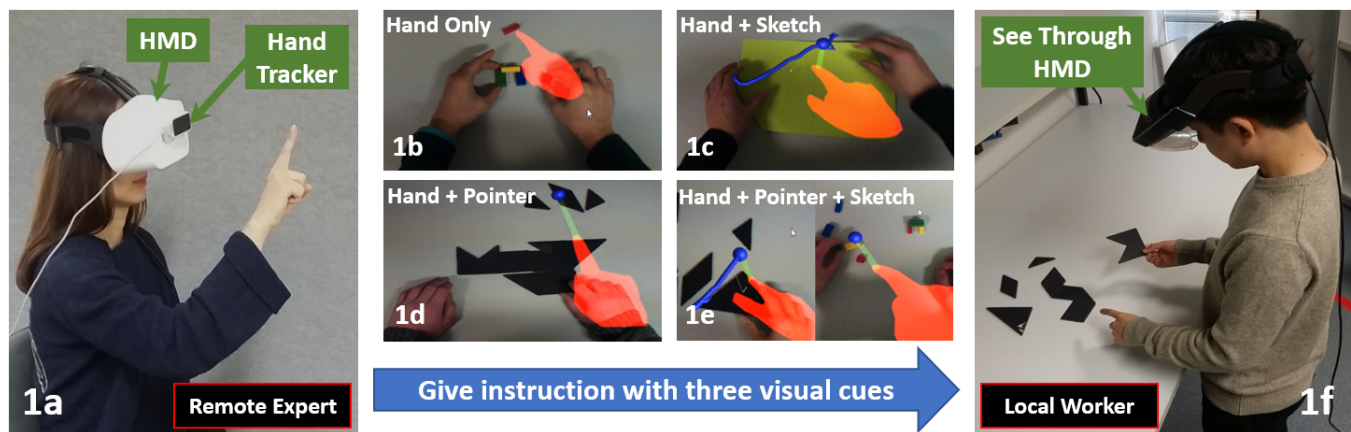 HMD
Hand
Tracker
1a
Remote Expert
Hand Only
1b
Hand + Sketch
1c
Hand + Pointer
1d
Hand + Pointer + Sketch
1e
Give instruction with three visual cues
See Through
HMD
Local Worker
1f